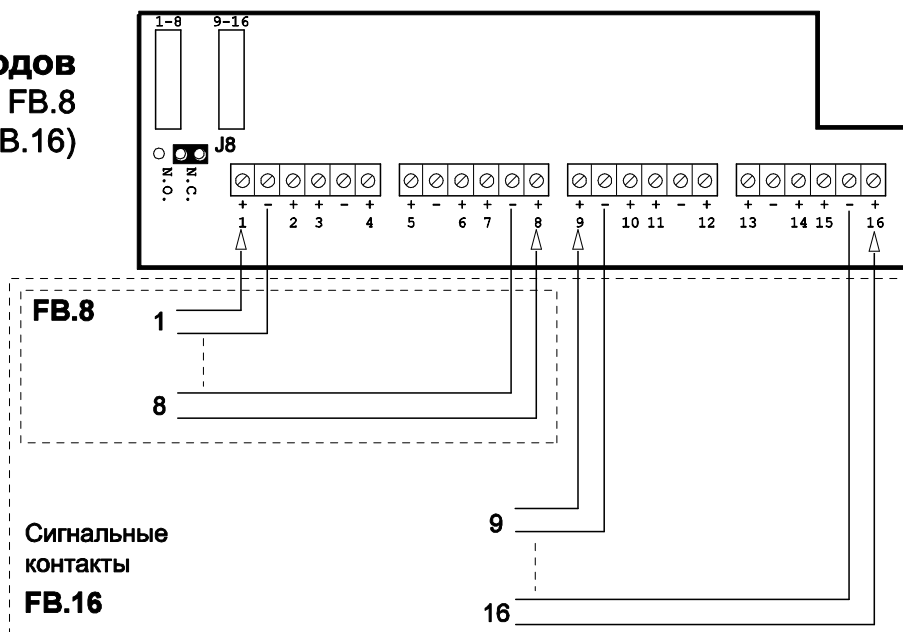 одов
FB.8
B.16)
1-8 9-16
J8
N.O. N.C.
+ - + + - + + - + + - + + - + + - + + - + + - +
1 2 3 4 5 6 7 8 9 10 11 12 13 14 15 16
FB.8
1
8
9
Сигнальные
контакты
FB.16
16